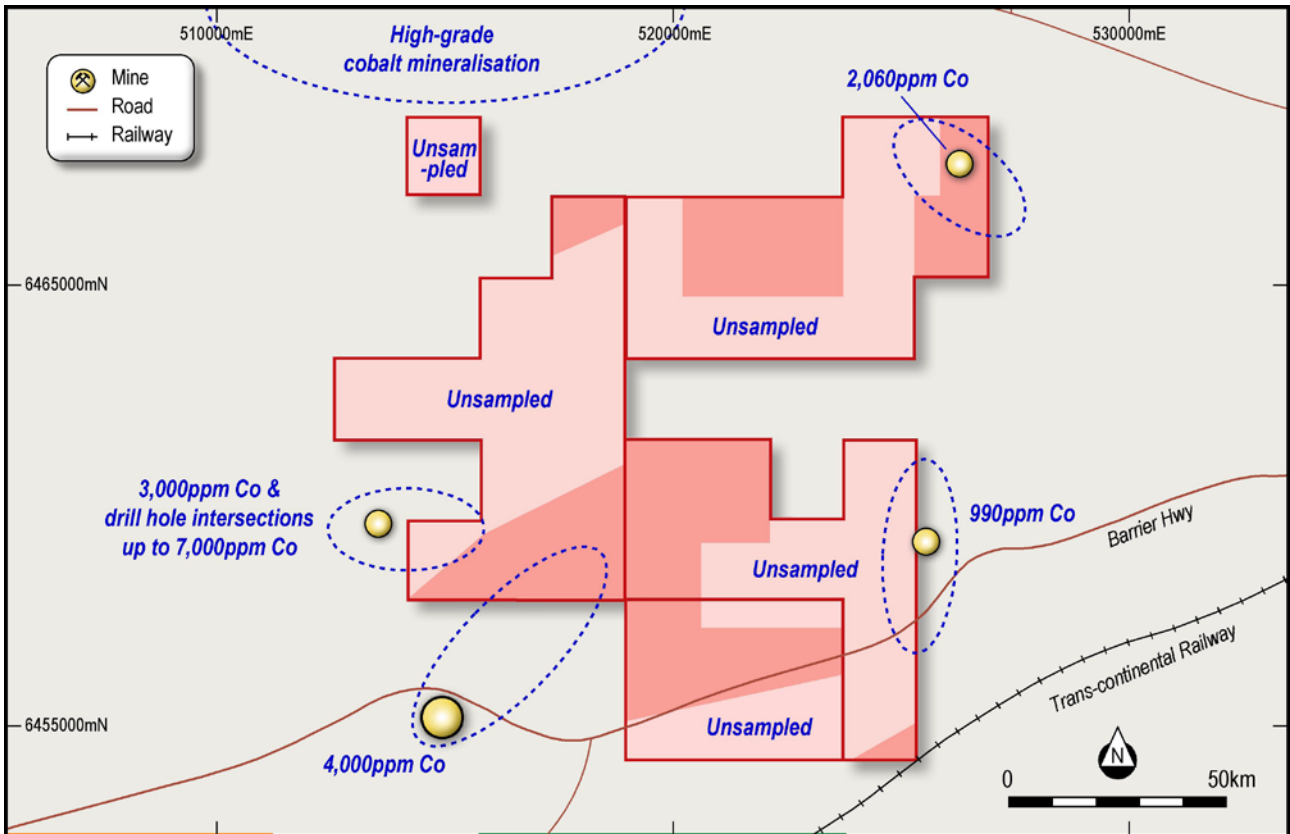 510000mE
520000mE
530000mE
High-grade
cobalt mineralisation
Mine
Road
Railway
2,060ppm Co
Unsam
-pled
6465000mN
Unsampled
Unsampled
3,000ppm Co &
drill hole intersections
up to 7,000ppm Co
990ppm Co
Barrier Hwy
Unsampled
Trans-continental Railway
6455000mN
Unsampled
4,000ppm Co
N
0
50km